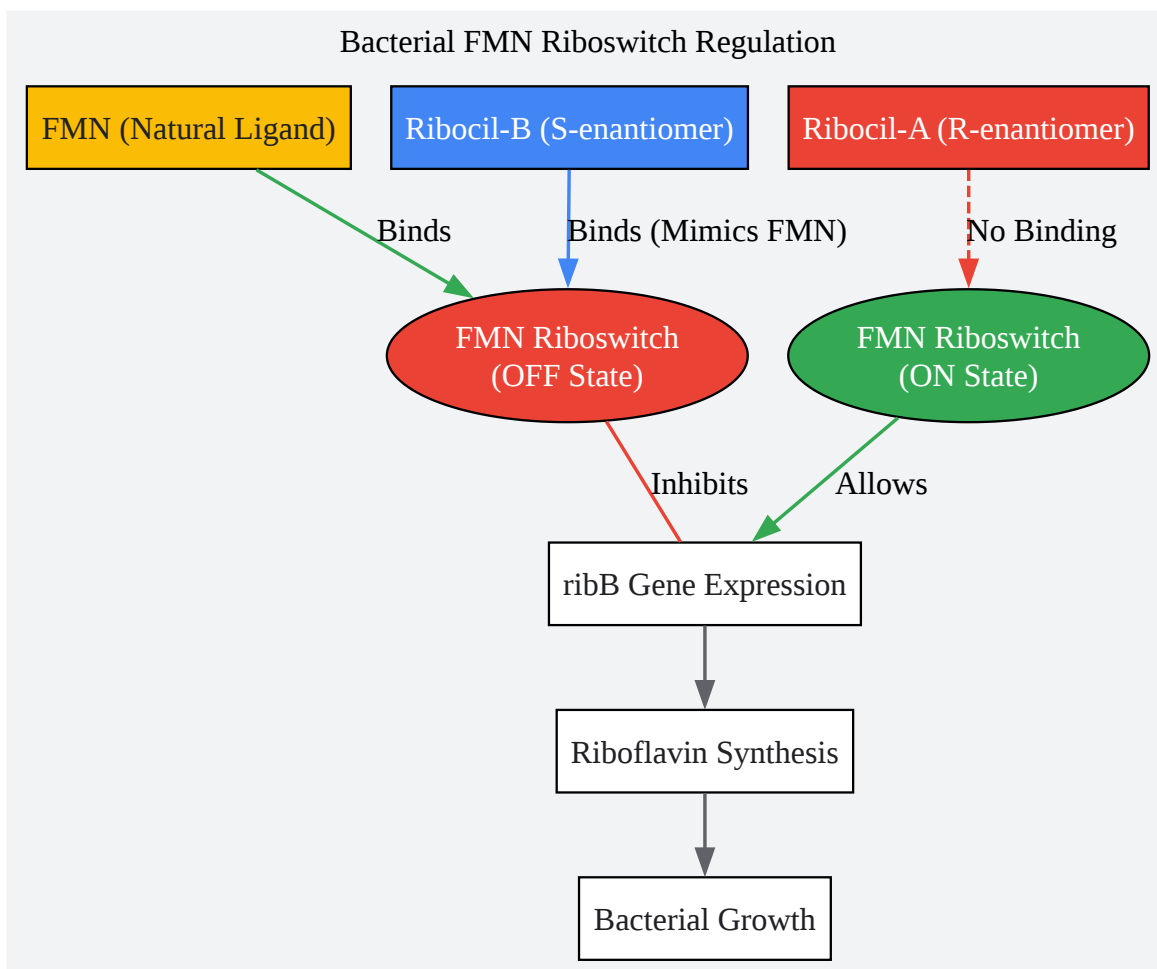 Bacterial FMN Riboswitch Regulation
FMN (Natural Ligand)
Ribocil-B (S-enantiomer)
Ribocil-A (R-enantiomer)
Binds
Binds (Mimics FMN)
No Binding
FMN Riboswitch
(OFF State)
FMN Riboswitch
(ON State)
Inhibits
Allows
ribB Gene Expression
Riboflavin Synthesis
Bacterial Growth